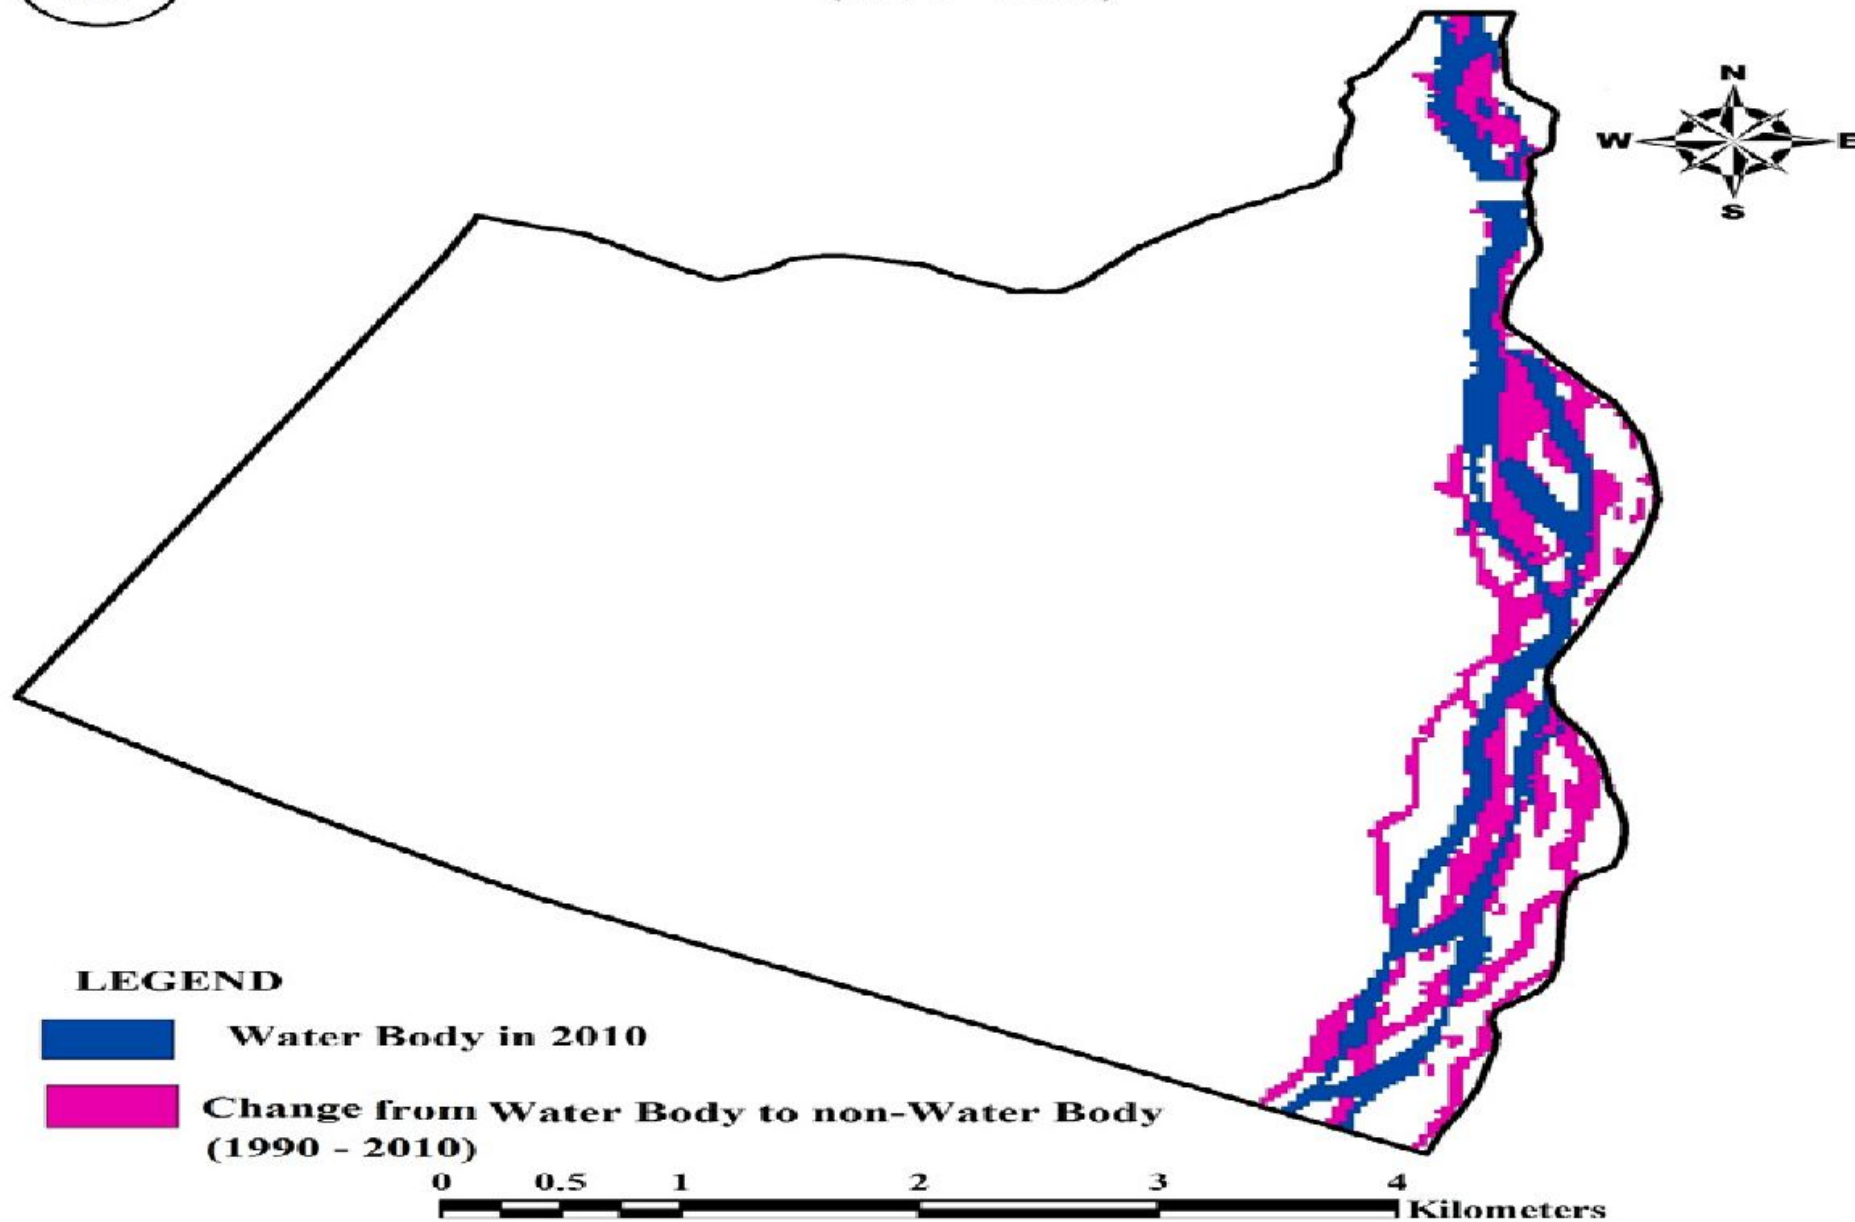 N
W E
S
LEGEND
Water Body in 2010
Change from Water Body to non-Water Body
(1990 - 2010)
0 0.5 1 2 3 4
Kilometers